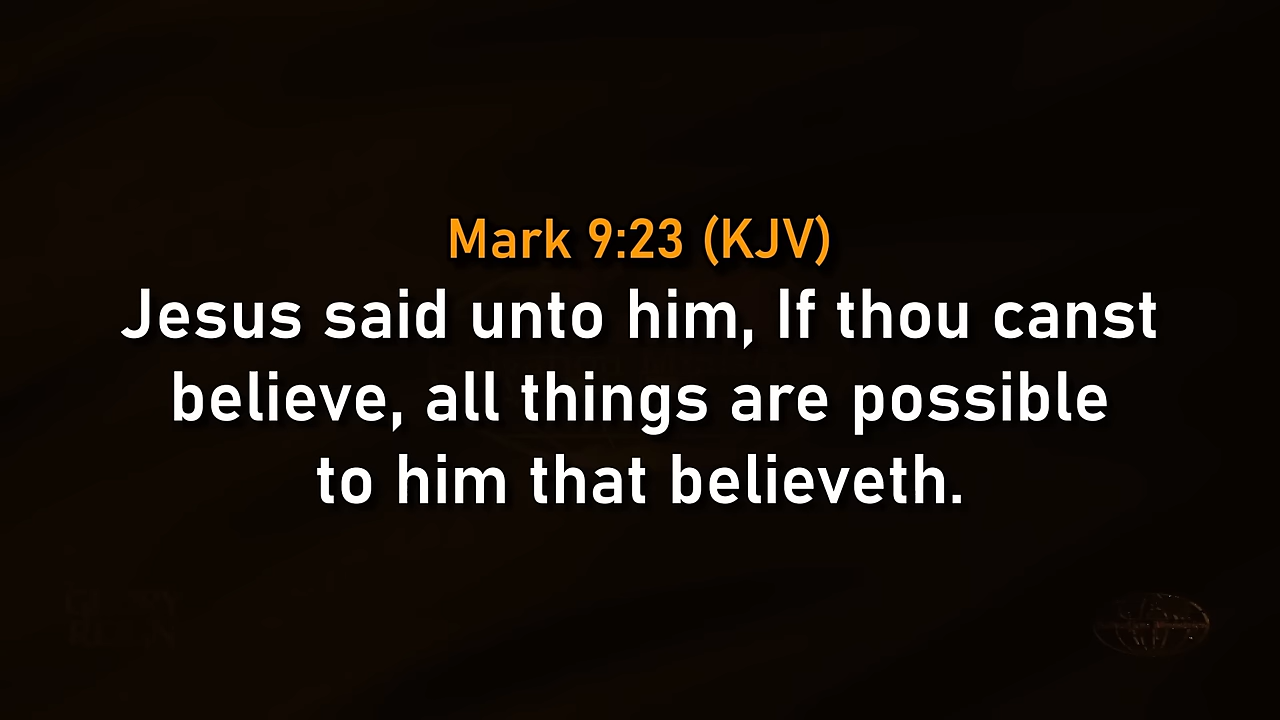 Mark 9:23 (KJV)
Jesus said unto him, If thou canst
believe, all things are possible
to him that believeth.